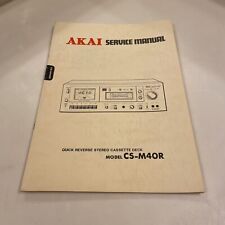 AKAI SERVICE MANUAL
QUICK REVERSE STEREO CASSETTE DECK
MODEL CS-M40R